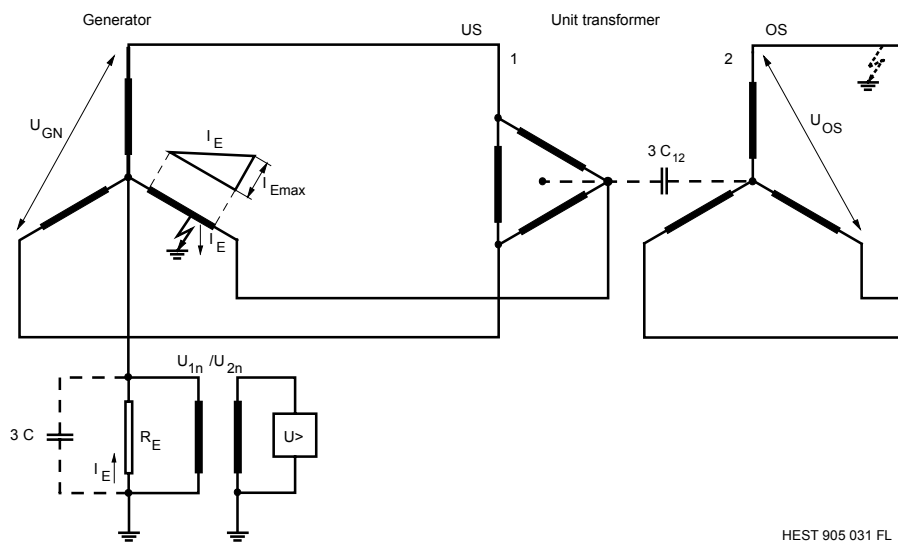 Generator
US
Unit transformer
OS
1
2
U GN
I E
I Emax
I E
3 C 12
U OS
U 1n / U 2n
3 C
R E
I E
U>
HEST 905 031 FL